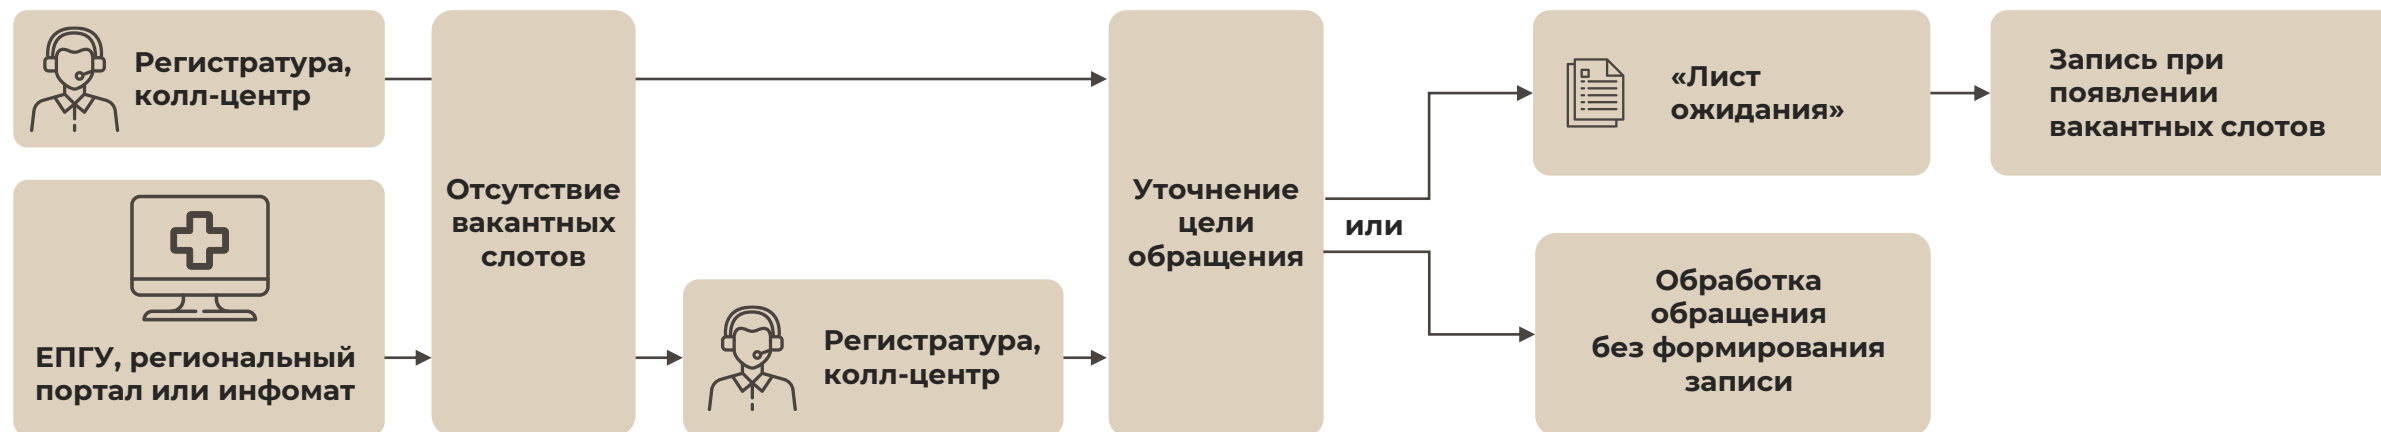 Регистратура,
колл-центр
ЕПГУ, региональный
портал или инфомат
Отсутствие
вакантных
слотов
Регистратура,
колл-центр
Уточнение
цели
обращения
или
«Лист
ожидания»
Запись при
появлении
вакантных слотов
Обработка
обращения
без формирования
записи